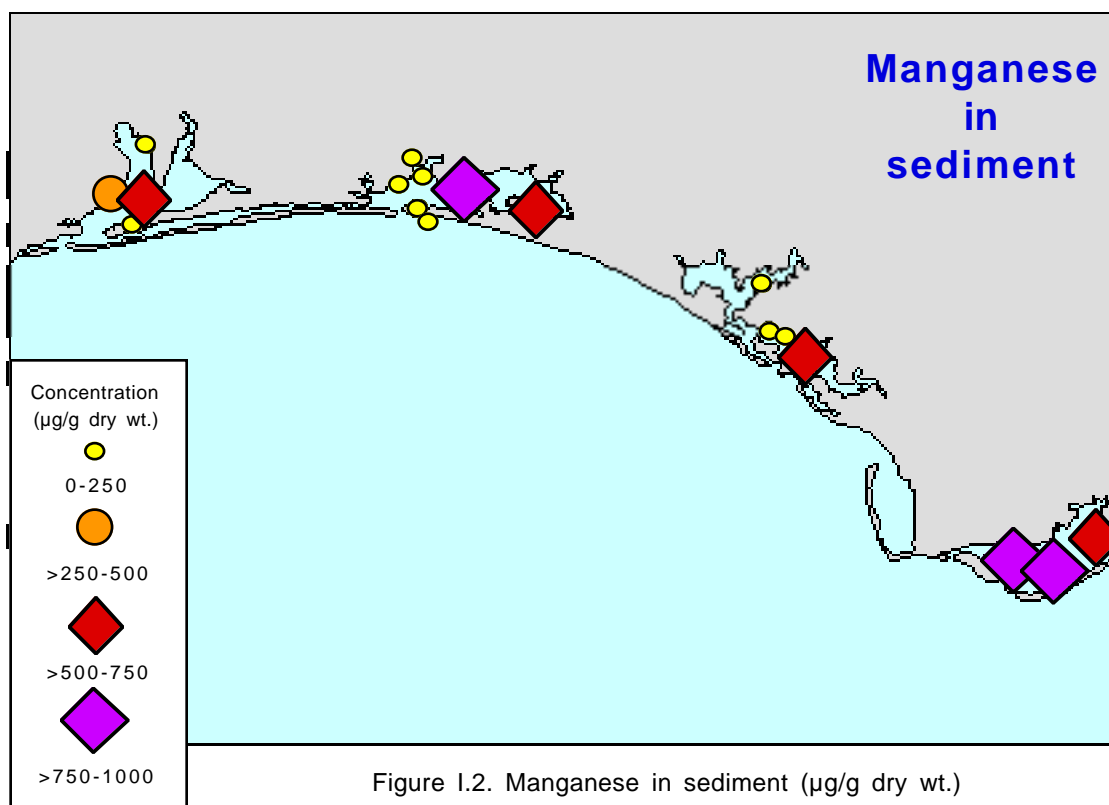 Manganese
in
sediment
Concentration
(µg/g dry wt.)
0-250
>250-500
>500-750
>750-1000
Figure I.2. Manganese in sediment (µg/g dry wt.)